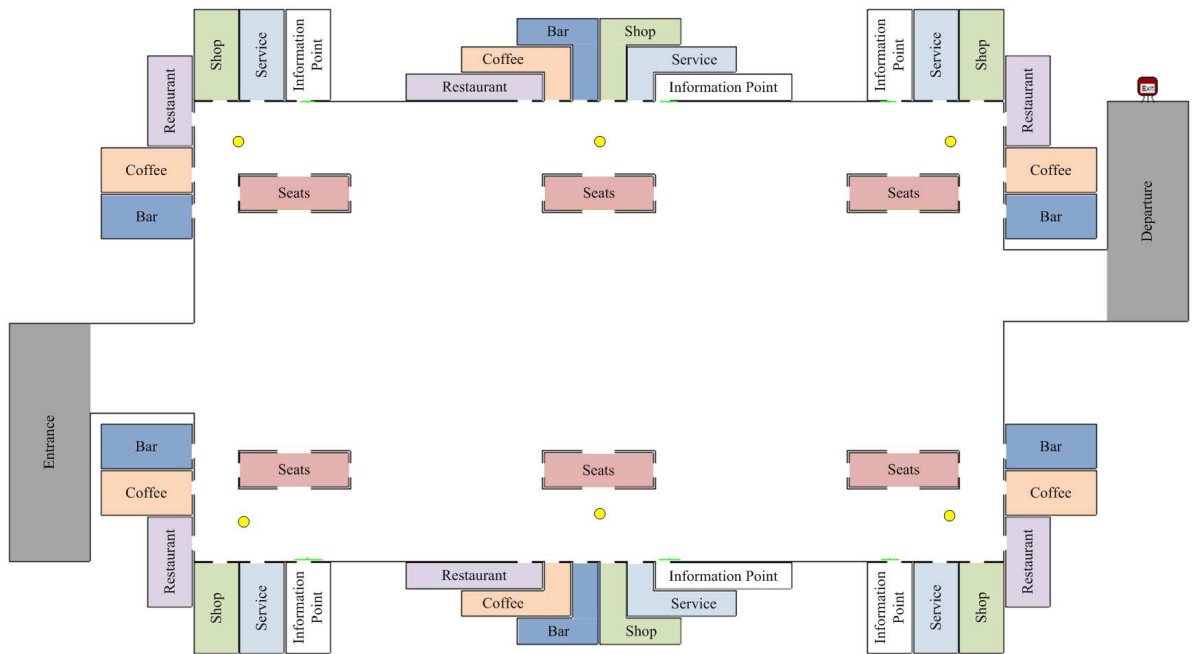 Bar
Shop
Coffee
Service
Restaurant
Information Point
Shop
Service
Information
Point
Information
Point
Service
Shop
Restaurant
Restaurant
Exit
Coffee
Coffee
Bar
Bar
Seats
Seats
Seats
Departure
Entrance
Bar
Bar
Coffee
Coffee
Seats
Seats
Seats
Restaurant
Restaurant
Shop
Service
Information
Point
Restaurant
Information Point
Coffee
Service
Bar
Shop
Information
Point
Service
Shop